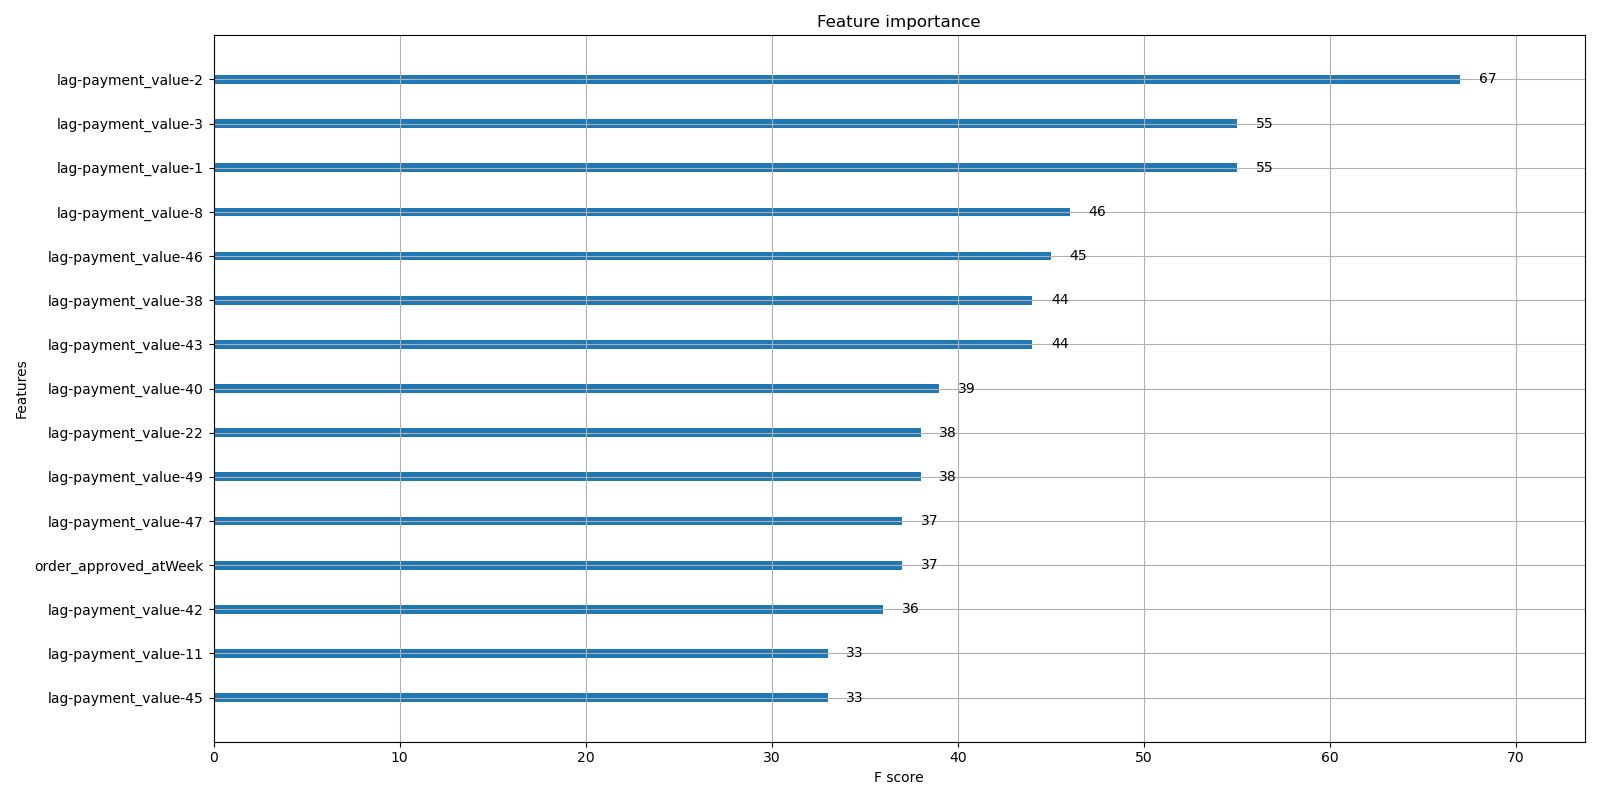 Feature importance
lag-payment_value-2 67
lag-payment_value-3 55
lag-payment_value-1 55
lag-payment_value-8 46
lag-payment_value-46 45
lag-payment_value-38 44
lag-payment_value-43 44
lag-payment_value-40 39
lag-payment_value-22 38
lag-payment_value-49 38
lag-payment_value-47 37
order_approved_atWeek 37
lag-payment_value-42 36
lag-payment_value-11 33
lag-payment_value-45 33
Features
0 10 20 30 40 50 60 70
F score